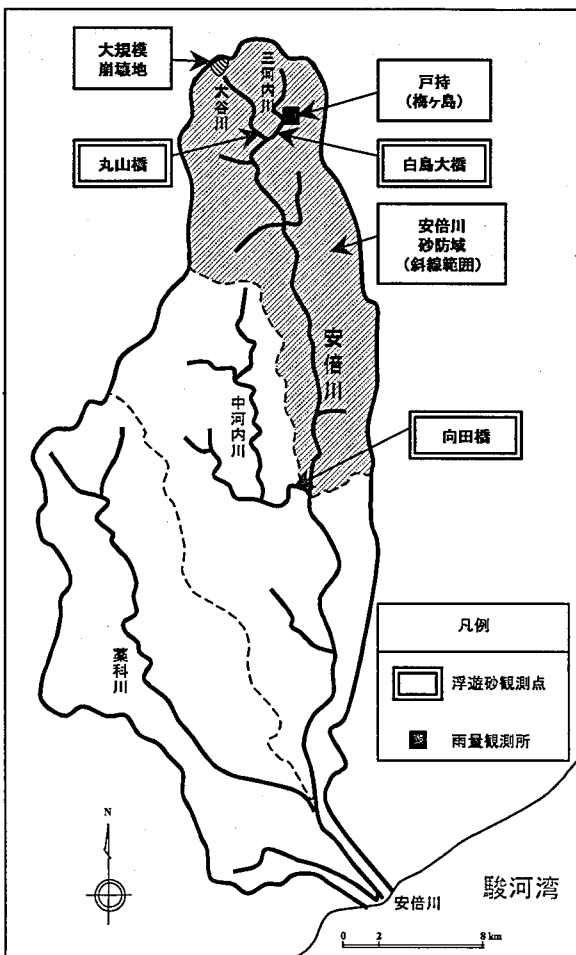 大規模
崩壊地
三河内川
大谷川
戸持
(梅ヶ島)
丸山橋
白島大橋
安倍川
砂防域
(斜線範囲)
安倍川
中河内川
向田橋
藁科川
凡例
浮遊砂観測点
雨量観測所
N
駿河湾
安倍川
0 2 8 km